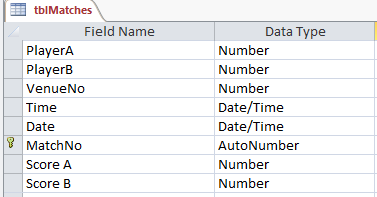 tblMatches
Field Name Data Type
PlayerA Number
PlayerB Number
VenueNo Number
Time Date/Time
Date Date/Time
MatchNo AutoNumber
Score A Number
Score B Number